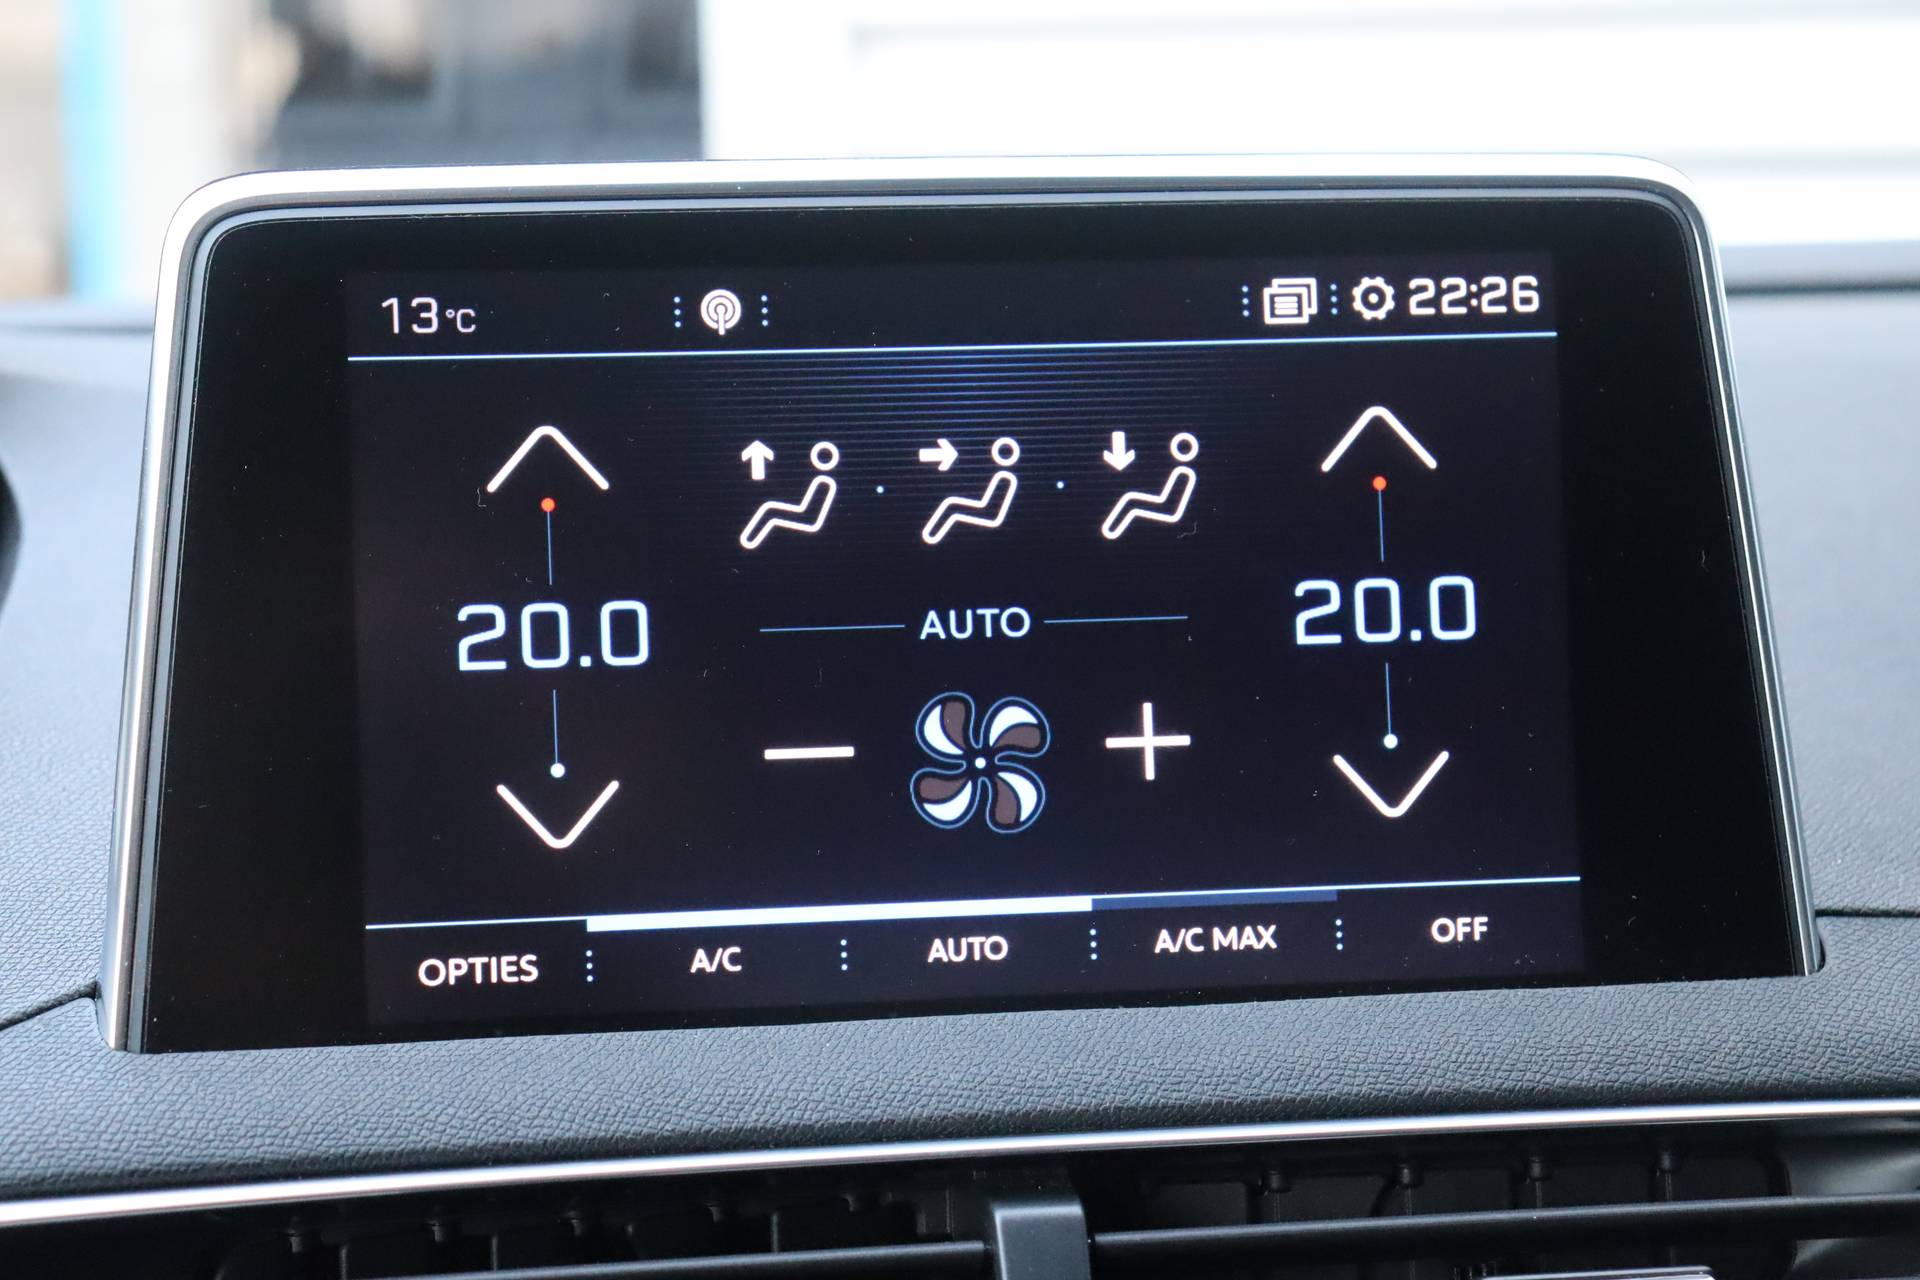 13°C 22:26
20.0 AUTO 20.0
OPTIES A/C AUTO A/C MAX OFF